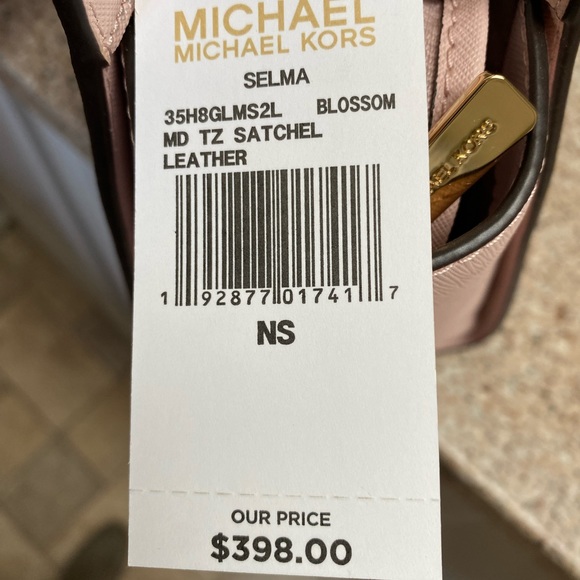 MICHAEL
MICHAEL KORS
SELMA
35H8GLMS2L BLOSSOM
MD TZ SATCHEL
LEATHER
1 92877 01741 7
NS
OUR PRICE
$398.00
KORS